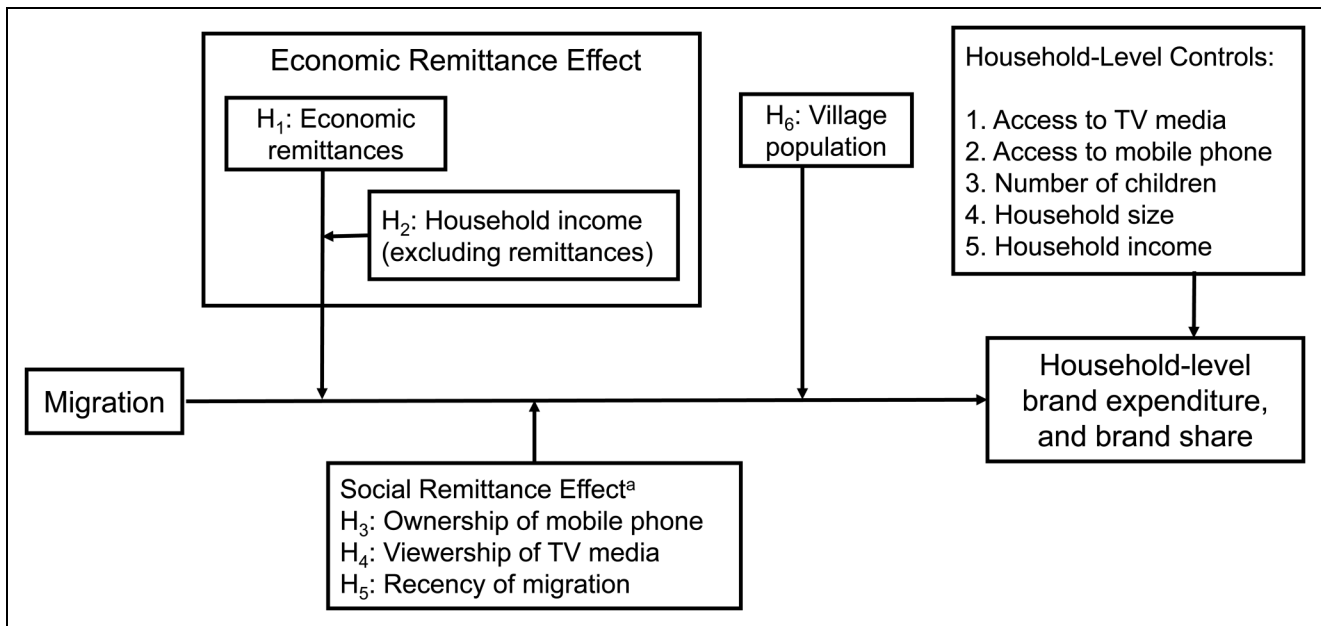 Economic Remittance Effect
H₁: Economic
remittances
H₂: Household income
(excluding remittances)
H₆: Village
population
Household-Level Controls:
1. Access to TV media
2. Access to mobile phone
3. Number of children
4. Household size
5. Household income
Migration
Household-level
brand expenditure,
and brand share
Social Remittance Effectᵃ
H₃: Ownership of mobile phone
H₄: Viewership of TV media
H₅: Recency of migration